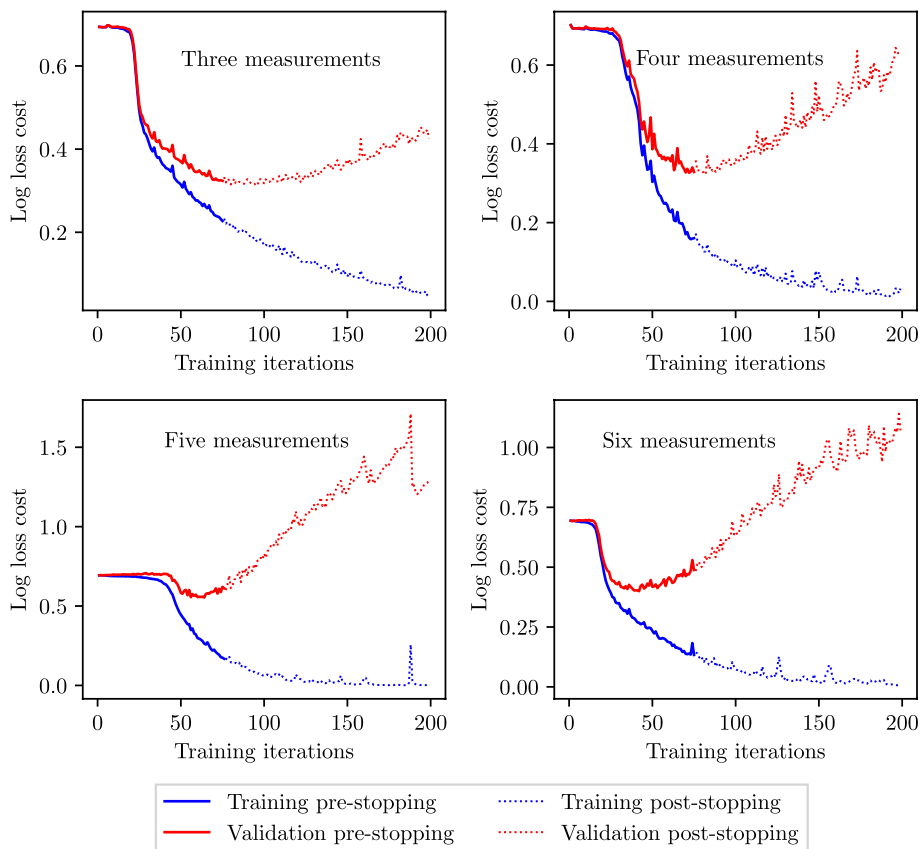 Three measurements
Log loss cost
0.6
0.4
0.2
0
50
100
150
200
Training iterations
Four measurements
Log loss cost
0.6
0.4
0.2
0.0
0
50
100
150
200
Training iterations
Five measurements
Log loss cost
1.5
1.0
0.5
0.0
0
50
100
150
200
Training iterations
Six measurements
Log loss cost
1.00
0.75
0.50
0.25
0.00
0
50
100
150
200
Training iterations
Training pre-stopping
Validation pre-stopping
Training post-stopping
Validation post-stopping